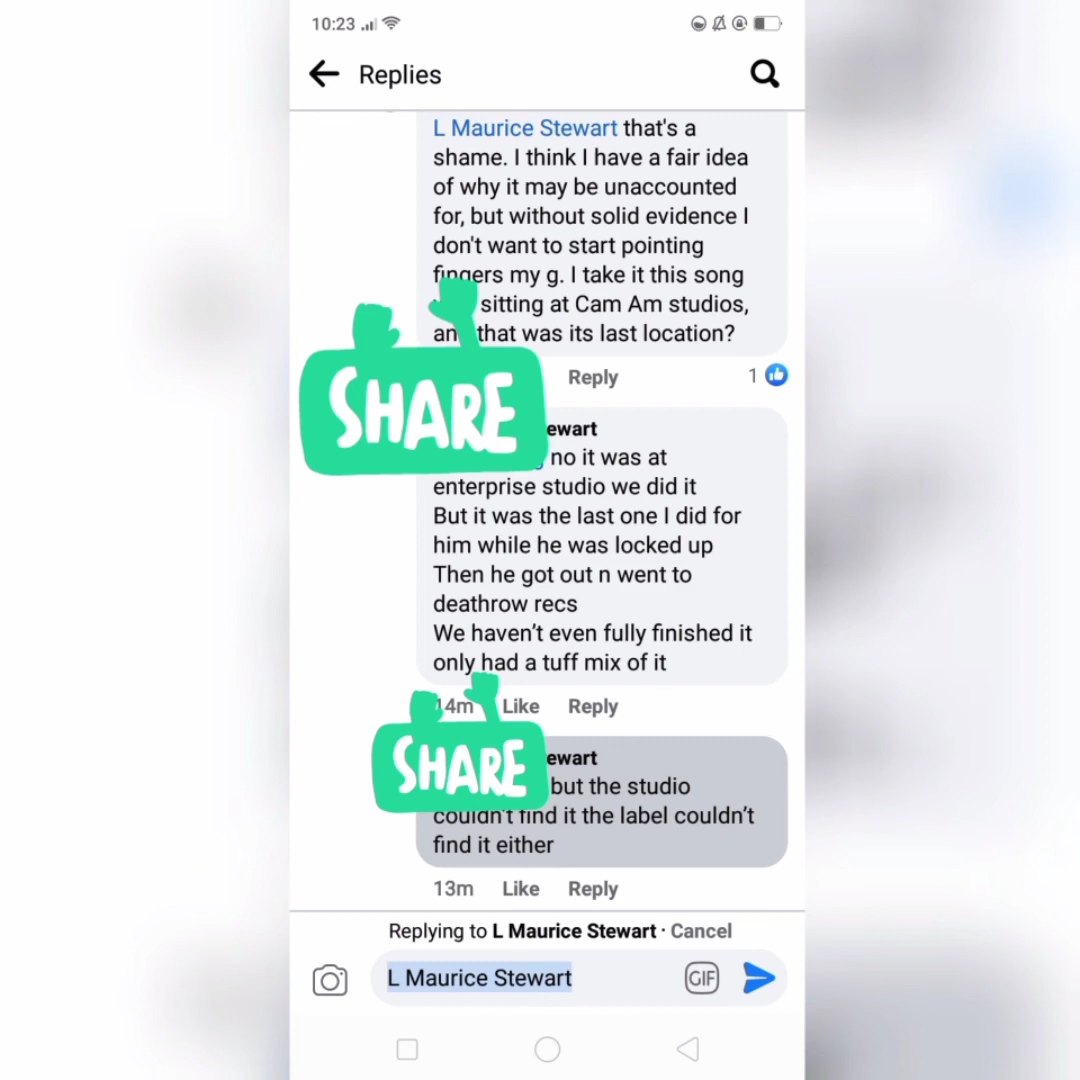 10:23
Replies
L Maurice Stewart that's a
shame. I think I have a fair idea
of why it may be unaccounted
for, but without solid evidence I
don't want to start pointing
fingers my g. I take it this song
sitting at Cam Am studios,
and that was its last location?
Reply 1
SHARE
ewart
no it was at
enterprise studio we did it
But it was the last one I did for
him while he was locked up
Then he got out n went to
deathrow recs
We haven't even fully finished it
only had a tuff mix of it
14m Like Reply
SHARE
ewart
but the studio
couldn't find it the label couldn't
find it either
13m Like Reply
Replying to L Maurice Stewart · Cancel
L Maurice Stewart GIF